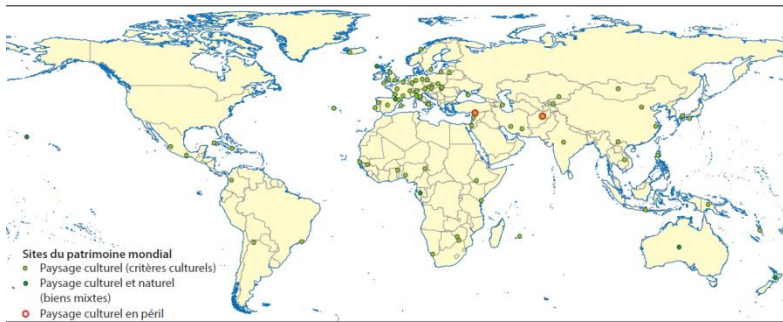 Sites du patrimoine mondial
Paysage culturel (critères culturels)
Paysage culturel et naturel
(biens mixtes)
Paysage culturel en péril